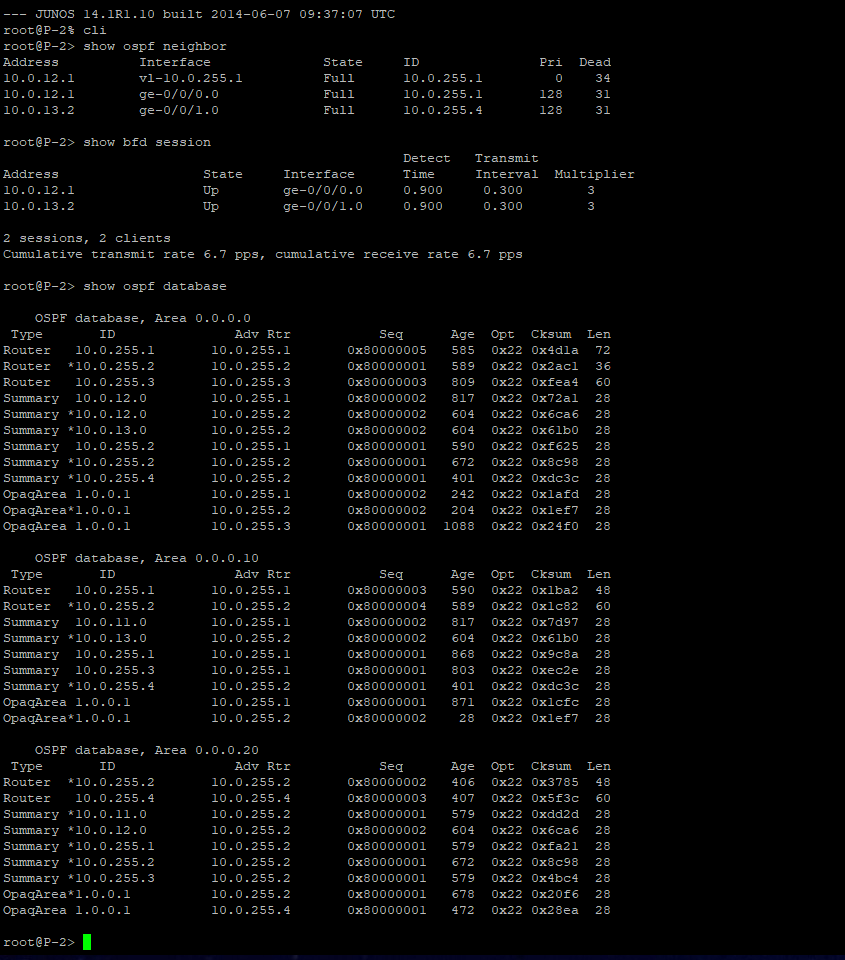 --- JUNOS 14.1R1.10 built 2014-06-07 09:37:07 UTC
root@P-2% cli
root@P-2> show ospf neighbor
Address          Interface              State     ID               Pri  Dead
10.0.12.1        vl-10.0.255.1          Full      10.0.255.1         0    34
10.0.12.1        ge-0/0/0.0             Full      10.0.255.1       128    31
10.0.13.2        ge-0/0/1.0             Full      10.0.255.4       128    31
root@P-2> show bfd session
                                                  Detect   Transmit
Address                  State     Interface      Time     Interval  Multiplier
10.0.12.1                Up        ge-0/0/0.0     0.900     0.300        3
10.0.13.2                Up        ge-0/0/1.0     0.900     0.300        3
2 sessions, 2 clients
Cumulative transmit rate 6.7 pps, cumulative receive rate 6.7 pps
root@P-2> show ospf database
    OSPF database, Area 0.0.0.0
 Type       ID               Adv Rtr           Seq      Age  Opt  Cksum  Len
Router   10.0.255.1       10.0.255.1       0x80000005   585  0x22 0x4d1a  72
Router  *10.0.255.2       10.0.255.2       0x80000001   589  0x22 0x2ac1  36
Router   10.0.255.3       10.0.255.3       0x80000003   809  0x22 0xfea4  60
Summary  10.0.12.0        10.0.255.1       0x80000002   817  0x22 0x72a1  28
Summary *10.0.12.0        10.0.255.2       0x80000002   604  0x22 0x6ca6  28
Summary *10.0.13.0        10.0.255.2       0x80000002   604  0x22 0x61b0  28
Summary  10.0.255.2       10.0.255.1       0x80000001   590  0x22 0xf625  28
Summary *10.0.255.2       10.0.255.2       0x80000001   672  0x22 0x8c98  28
Summary *10.0.255.4       10.0.255.2       0x80000001   401  0x22 0xdc3c  28
OpaqArea 1.0.0.1          10.0.255.1       0x80000002   242  0x22 0x1afd  28
OpaqArea*1.0.0.1          10.0.255.2       0x80000002   204  0x22 0x1ef7  28
OpaqArea 1.0.0.1          10.0.255.3       0x80000001  1088  0x22 0x24f0  28
    OSPF database, Area 0.0.0.10
 Type       ID               Adv Rtr           Seq      Age  Opt  Cksum  Len
Router   10.0.255.1       10.0.255.1       0x80000003   590  0x22 0x1ba2  48
Router  *10.0.255.2       10.0.255.2       0x80000004   589  0x22 0x1c82  60
Summary  10.0.11.0        10.0.255.1       0x80000002   817  0x22 0x7d97  28
Summary *10.0.13.0        10.0.255.2       0x80000002   604  0x22 0x61b0  28
Summary  10.0.255.1       10.0.255.1       0x80000001   868  0x22 0x9c8a  28
Summary  10.0.255.3       10.0.255.1       0x80000001   803  0x22 0xec2e  28
Summary *10.0.255.4       10.0.255.2       0x80000001   401  0x22 0xdc3c  28
OpaqArea 1.0.0.1          10.0.255.1       0x80000001   871  0x22 0x1cfc  28
OpaqArea*1.0.0.1          10.0.255.2       0x80000002    28  0x22 0x1ef7  28
    OSPF database, Area 0.0.0.20
 Type       ID               Adv Rtr           Seq      Age  Opt  Cksum  Len
Router  *10.0.255.2       10.0.255.2       0x80000002   406  0x22 0x3785  48
Router   10.0.255.4       10.0.255.4       0x80000003   407  0x22 0x5f3c  60
Summary *10.0.11.0        10.0.255.2       0x80000001   579  0x22 0xdd2d  28
Summary *10.0.12.0        10.0.255.2       0x80000002   604  0x22 0x6ca6  28
Summary *10.0.255.1       10.0.255.2       0x80000001   579  0x22 0xfa21  28
Summary *10.0.255.2       10.0.255.2       0x80000001   672  0x22 0x8c98  28
Summary *10.0.255.3       10.0.255.2       0x80000001   579  0x22 0x4bc4  28
OpaqArea*1.0.0.1          10.0.255.2       0x80000001   678  0x22 0x20f6  28
OpaqArea 1.0.0.1          10.0.255.4       0x80000001   472  0x22 0x28ea  28
root@P-2>